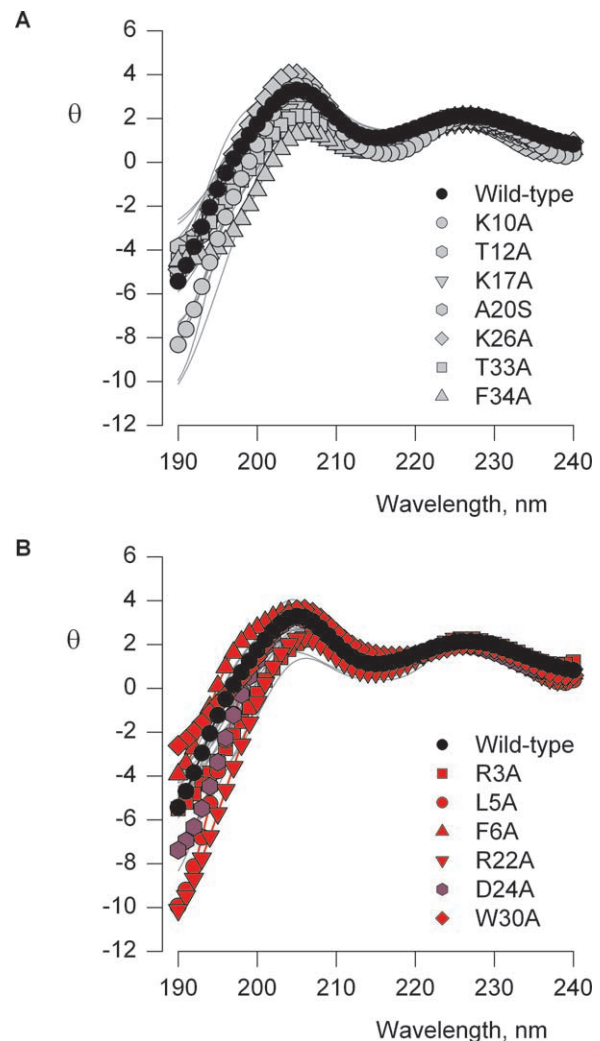 A
6
4
θ
2
0
-2
-4
-6
-8
-10
-12
Wild-type
K10A
T12A
K17A
A20S
K26A
T33A
F34A
190 200 210 220 230 240
Wavelength, nm
B
6
4
θ
2
0
-2
-4
-6
-8
-10
-12
Wild-type
R3A
L5A
F6A
R22A
D24A
W30A
190 200 210 220 230 240
Wavelength, nm